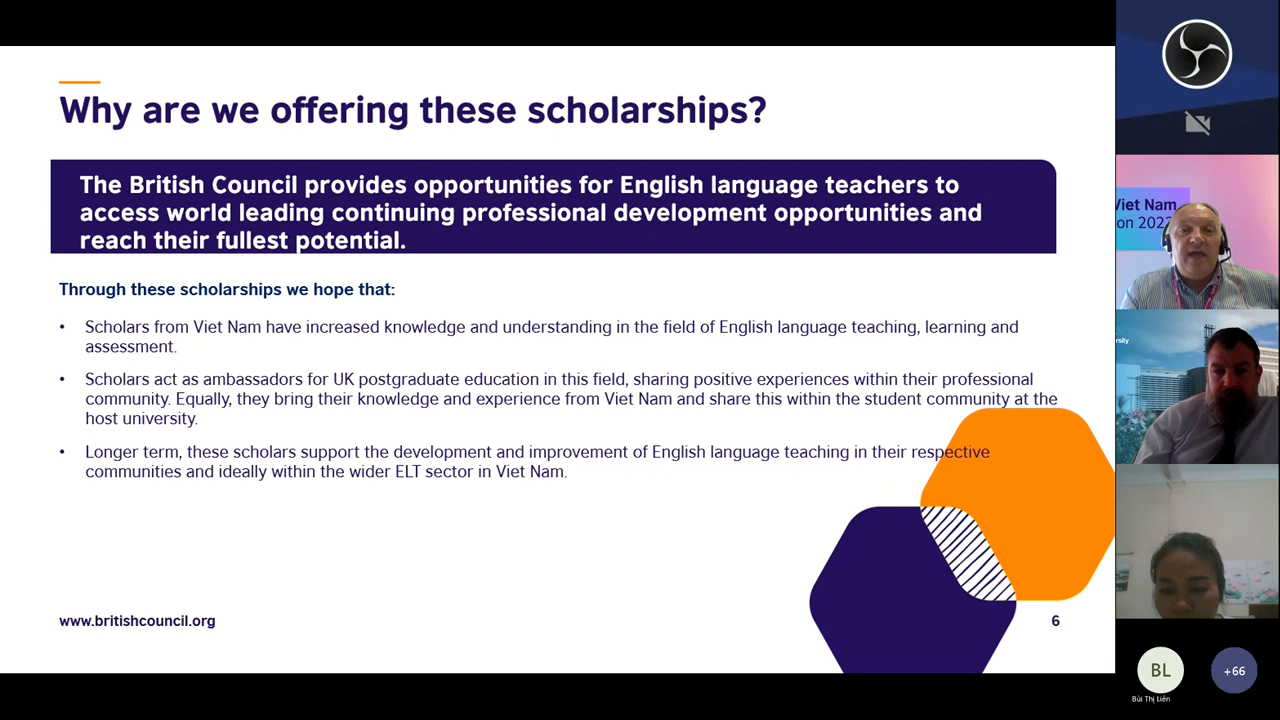 Why are we offering these scholarships?
The British Council provides opportunities for English language teachers to
access world leading continuing professional development opportunities and
reach their fullest potential.
Through these scholarships we hope that:
• Scholars from Viet Nam have increased knowledge and understanding in the field of English language teaching, learning and
assessment.
• Scholars act as ambassadors for UK postgraduate education in this field, sharing positive experiences within their professional
community. Equally, they bring their knowledge and experience from Viet Nam and share this within the student community at the
host university.
• Longer term, these scholars support the development and improvement of English language teaching in their respective
communities and ideally within the wider ELT sector in Viet Nam.
www.britishcouncil.org
6
Viet Nam
on 2022
rsity
BL
+66
Bùi Thị Liên